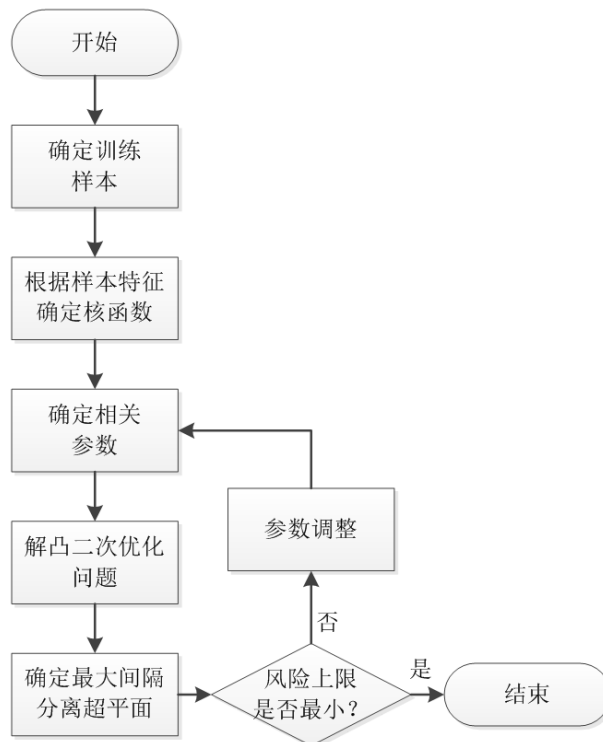 开始
确定训练
样本
根据样本特征
确定核函数
确定相关
参数
解凸二次优化
问题
确定最大间隔
分离超平面
风险上限
是否最小？
否
参数调整
是
结束